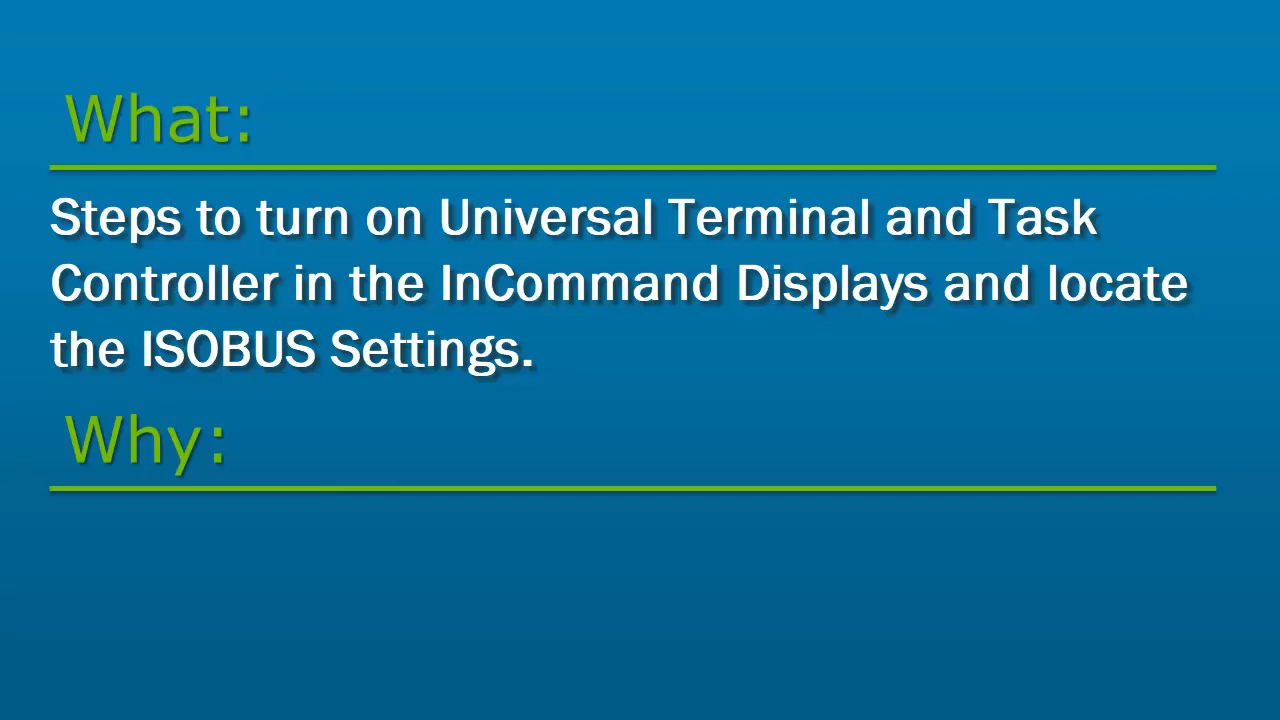 What:
Steps to turn on Universal Terminal and Task
Controller in the InCommand Displays and locate
the ISOBUS Settings.
Why: